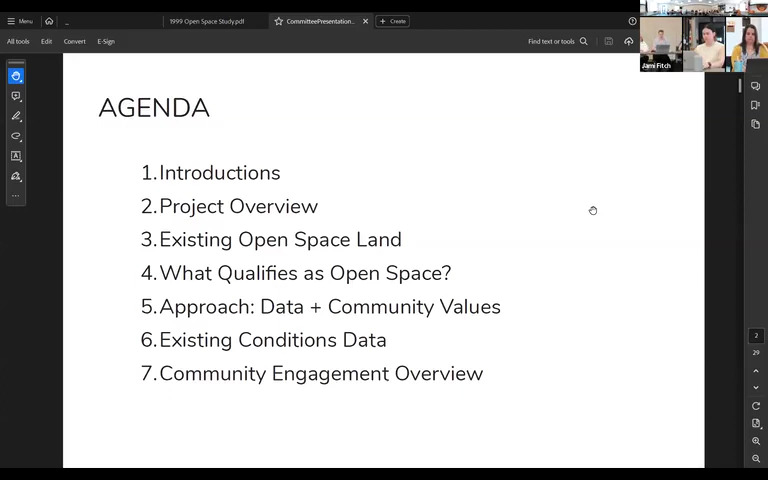 Menu
1999 Open Space Study.pdf
CommitteePresentation...
Create
All tools
Edit
Convert
E-Sign
Find text or tools
Jami Fitch
AGENDA
1. Introductions
2. Project Overview
3. Existing Open Space Land
4. What Qualifies as Open Space?
5. Approach: Data + Community Values
6. Existing Conditions Data
7. Community Engagement Overview
2
29